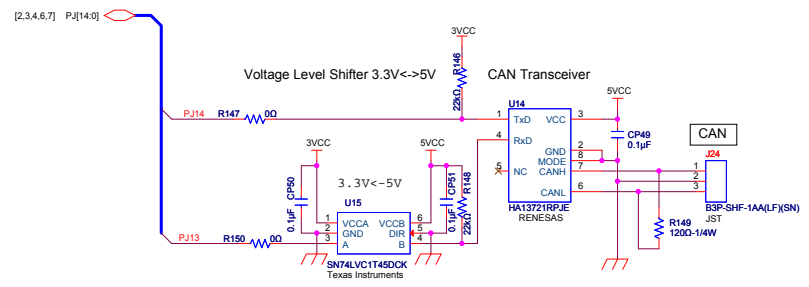 [2,3,4,6,7] PJ[14:0]
3VCC
Voltage Level Shifter 3.3V<->5V
R146
22kΩ
CAN Transceiver
U14
5VCC
PJ14
R147
0Ω
1
TxD
VCC
3
4
RxD
CP49
0.1µF
CAN
3VCC
5VCC
GND
2
MODE
8
J24
5
NC
CANH
7
1
2
3.3V<-5V
CP50
0.1µF
U15
CP51
0.1µF
R148
22kΩ
CANL
6
3
HA13721RPJE
RENESAS
B3P-SHF-1AA(LF)(SN)
JST
1
VCCA
VCCB
6
2
GND
DIR
5
R149
120Ω-1/4W
PJ13
R150
0Ω
3
A
B
4
SN74LVC1T45DCK
Texas Instruments